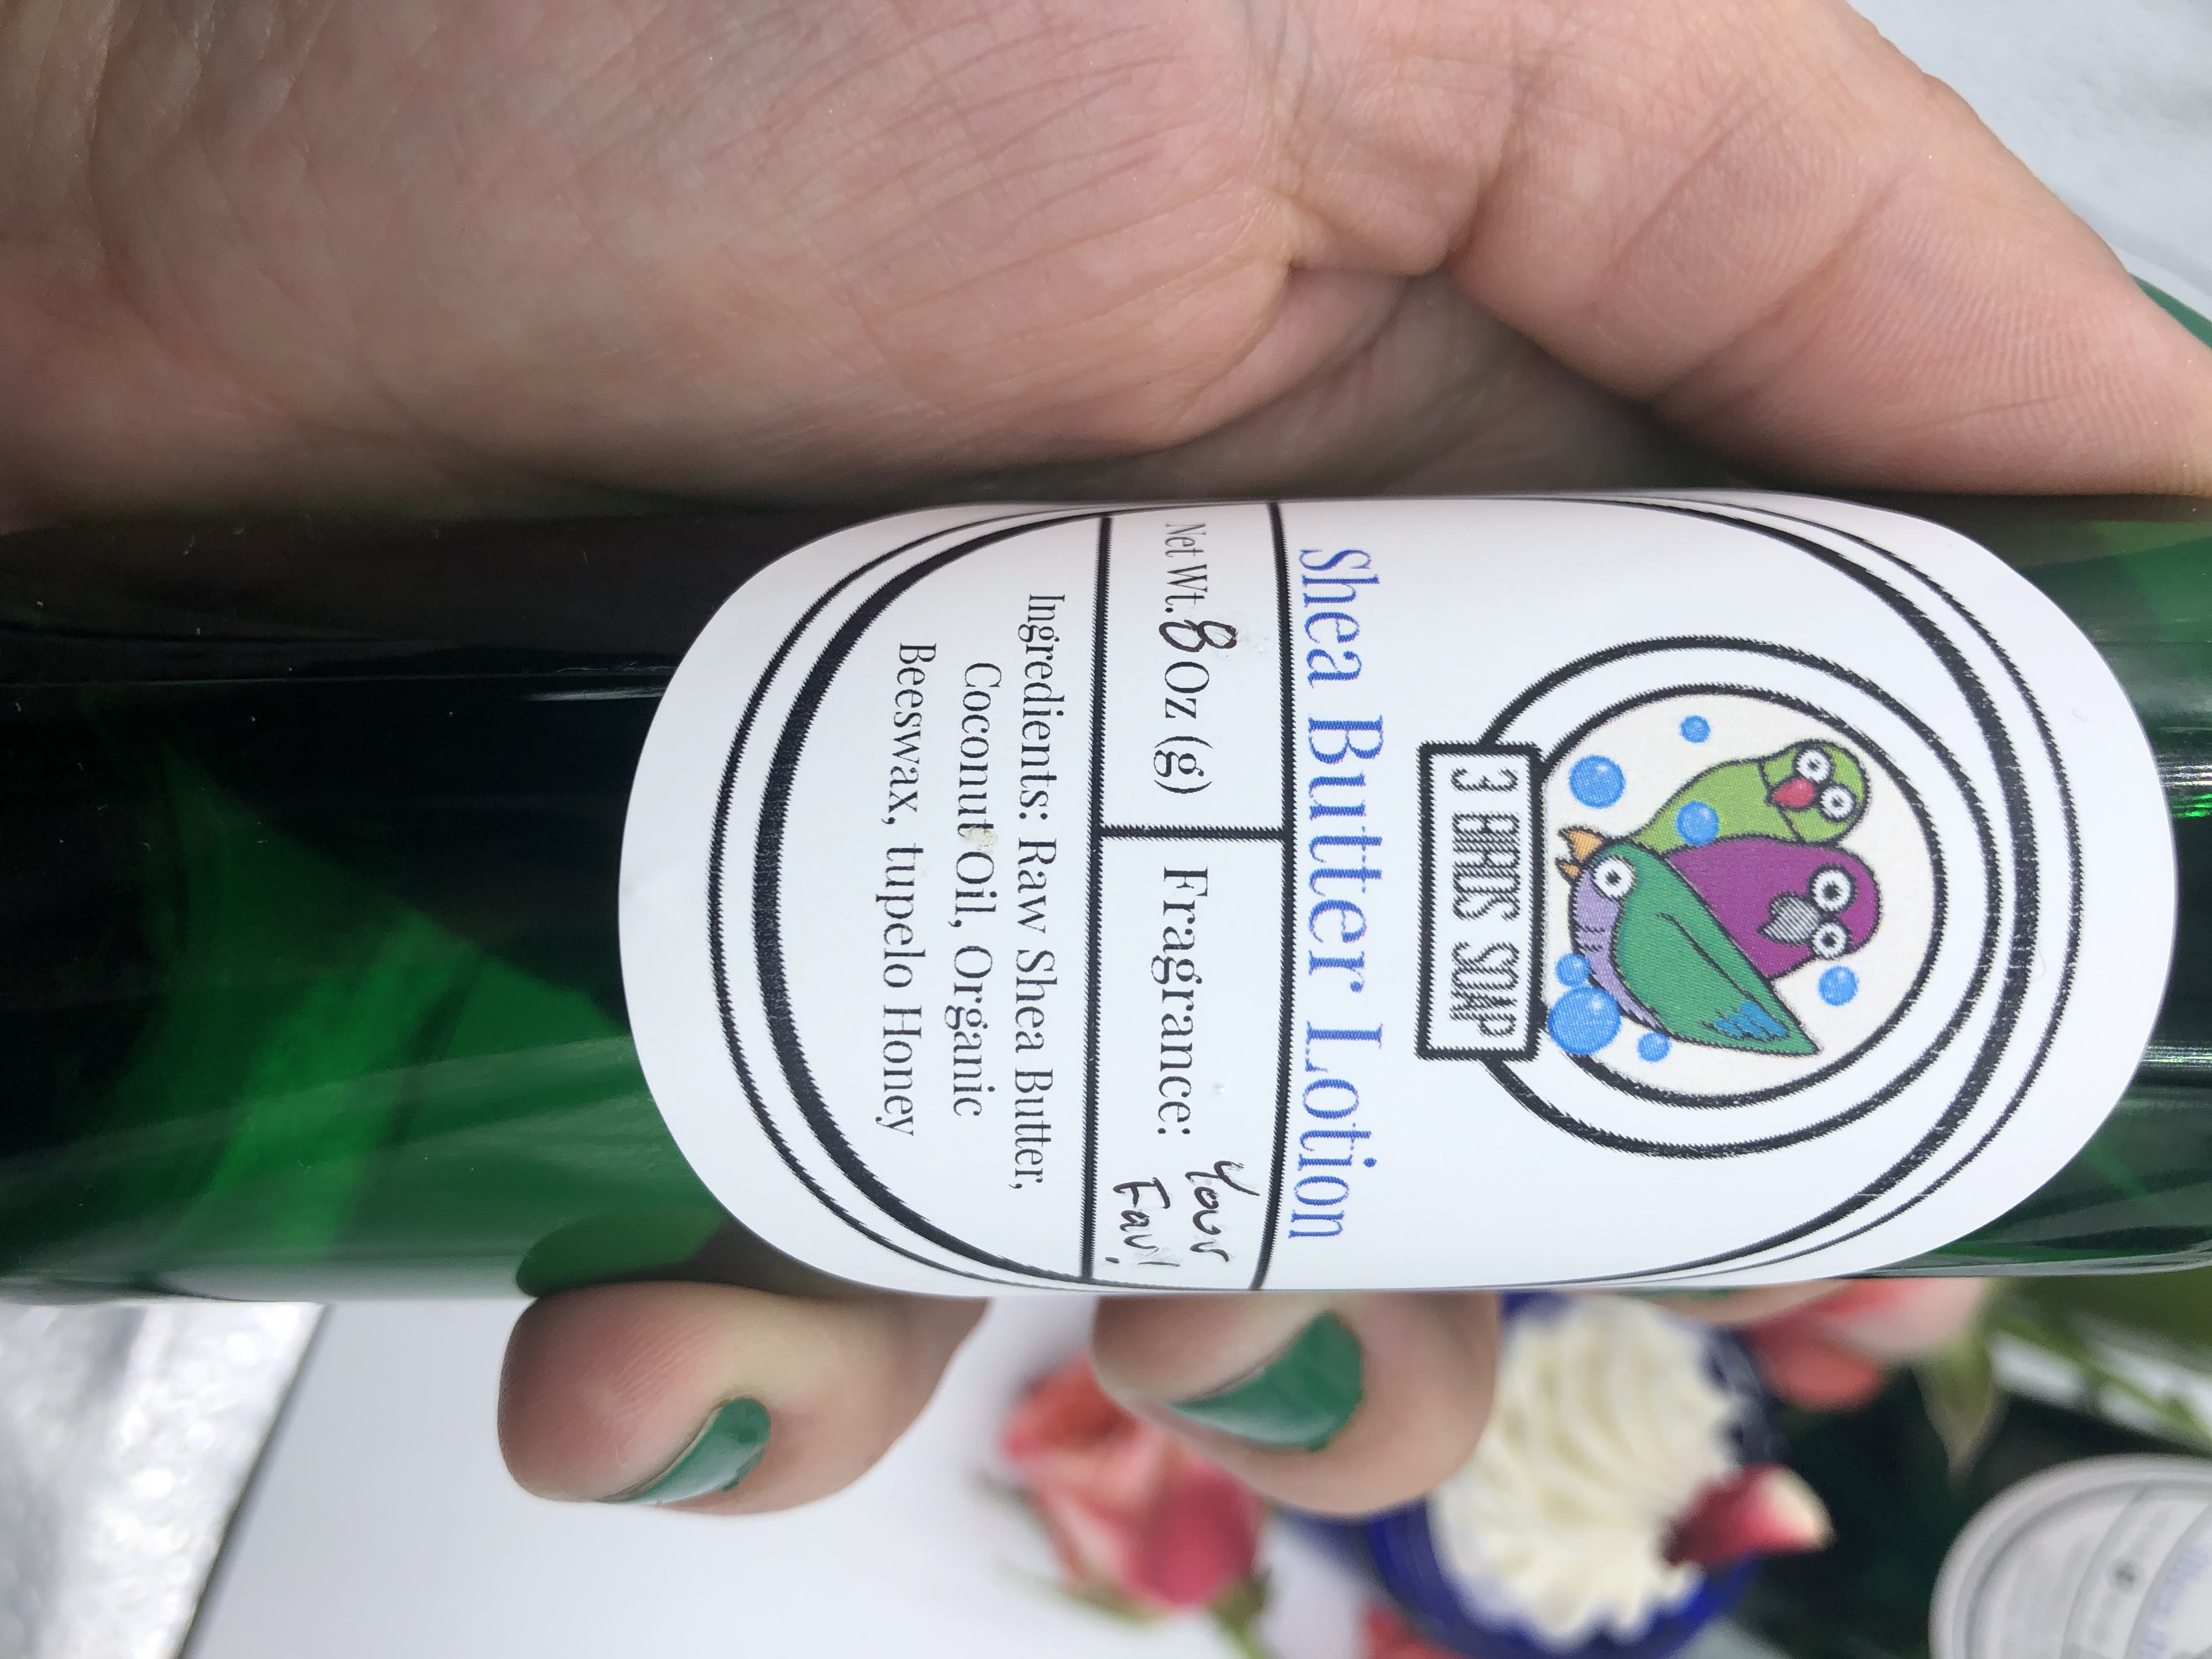 3 BIRDS SOAP
Shea Butter Lotion
Net Wt. 8 Oz (g)
Fragrance: Your
Fav!
Ingredients: Raw Shea Butter,
Coconut Oil, Organic
Beeswax, tupelo Honey